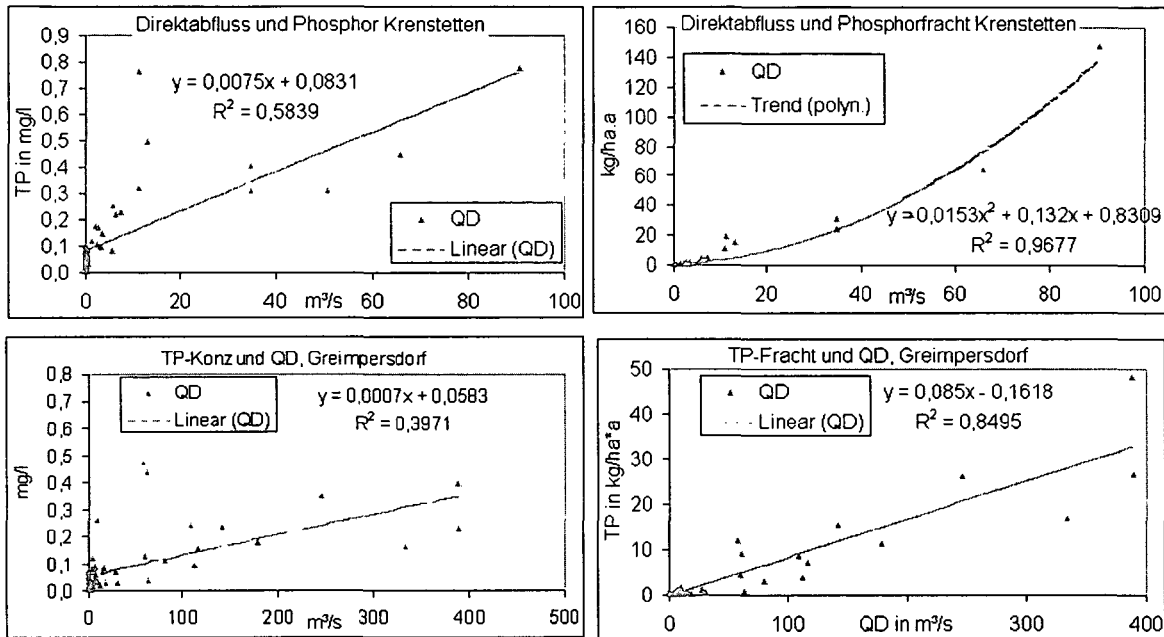 Direktabfluss und Phosphor Krenstetten
TP in mg/l
0,9
0,8
0,7
0,6
0,5
0,4
0,3
0,2
0,1
0,0
y = 0,0075x + 0,0831
R² = 0,5839
QD
Linear (QD)
0
20
40
60
80
100
m³/s
Direktabfluss und Phosphorfracht Krenstetten
kg/ha.a
160
140
120
100
80
60
40
20
0
QD
Trend (polyn.)
y = 0,0153x² + 0,132x + 0,8309
R² = 0,9677
0
20
40
60
80
100
m³/s
TP-Konz und QD, Greimpersdorf
mg/l
0,8
0,7
0,6
0,5
0,4
0,3
0,2
0,1
0,0
QD
Linear (QD)
y = 0,0007x + 0,0583
R² = 0,3971
0
100
200
300
400
500
m³/s
TP-Fracht und QD, Greimpersdorf
TP in kg/ha*a
50
40
30
20
10
0
QD
Linear (QD)
y = 0,085x - 0,1618
R² = 0,8495
0
100
200
300
400
QD in m³/s